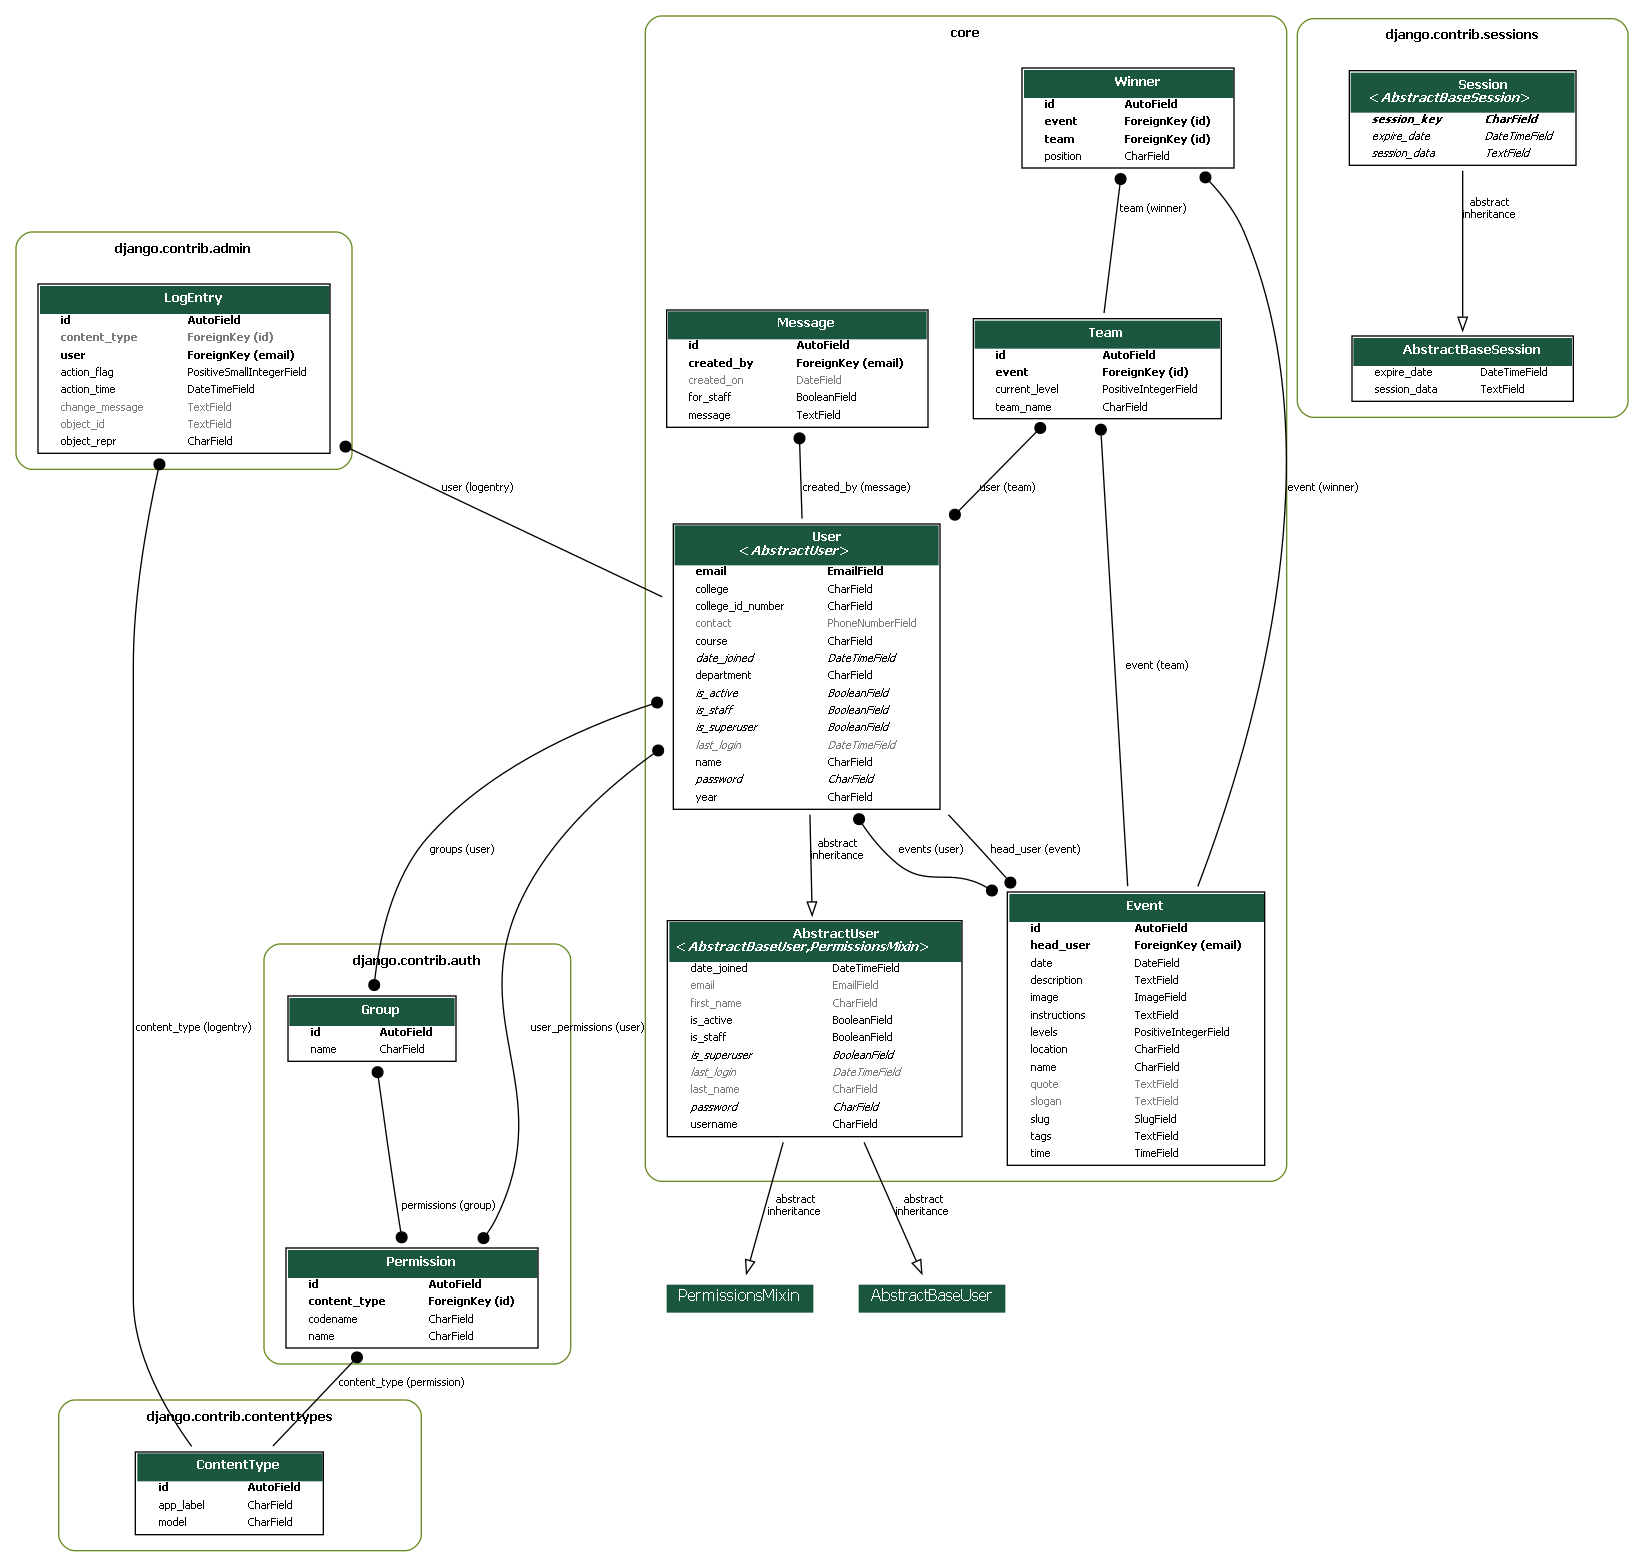 core
Winner
id AutoField
event ForeignKey (id)
team ForeignKey (id)
position CharField
django.contrib.sessions
Session
<AbstractBaseSession>
session_key CharField
expire_date DateTimeField
session_data TextField
abstract
inheritance
AbstractBaseSession
expire_date DateTimeField
session_data TextField
team (winner)
django.contrib.admin
LogEntry
id AutoField
content_type ForeignKey (id)
user ForeignKey (email)
action_flag PositiveSmallIntegerField
action_time DateTimeField
change_message TextField
object_id TextField
object_repr CharField
Message
id AutoField
created_by ForeignKey (email)
created_on DateField
for_staff BooleanField
message TextField
Team
id AutoField
event ForeignKey (id)
current_level PositiveIntegerField
team_name CharField
user (logentry)
created_by (message)
user (team)
event (winner)
User
<AbstractUser>
email EmailField
college CharField
college_id_number CharField
contact PhoneNumberField
course CharField
date_joined DateTimeField
department CharField
is_active BooleanField
is_staff BooleanField
is_superuser BooleanField
last_login DateTimeField
name CharField
password CharField
year CharField
event (team)
groups (user)
abstract
inheritance
events (user)
head_user (event)
AbstractUser
<AbstractBaseUser,PermissionsMixin>
date_joined DateTimeField
email EmailField
first_name CharField
is_active BooleanField
is_staff BooleanField
is_superuser BooleanField
last_login DateTimeField
last_name CharField
password CharField
username CharField
Event
id AutoField
head_user ForeignKey (email)
date DateField
description TextField
image ImageField
instructions TextField
levels PositiveIntegerField
location CharField
name CharField
quote TextField
slogan TextField
slug SlugField
tags TextField
time TimeField
django.contrib.auth
Group
id AutoField
name CharField
content_type (logentry)
user_permissions (user)
permissions (group)
abstract
inheritance
abstract
inheritance
Permission
id AutoField
content_type ForeignKey (id)
codename CharField
name CharField
PermissionsMixin
AbstractBaseUser
content_type (permission)
django.contrib.contenttypes
ContentType
id AutoField
app_label CharField
model CharField